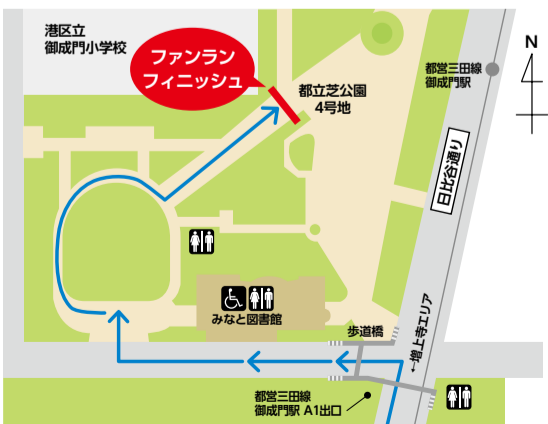 港区立
御成門小学校
ファンラン
フィニッシュ
都立芝公園
4号地
都営三田線
御成門駅
N
日比谷通り
みなと図書館
歩道橋
←増上寺エリア
都営三田線
御成門駅 A1出口